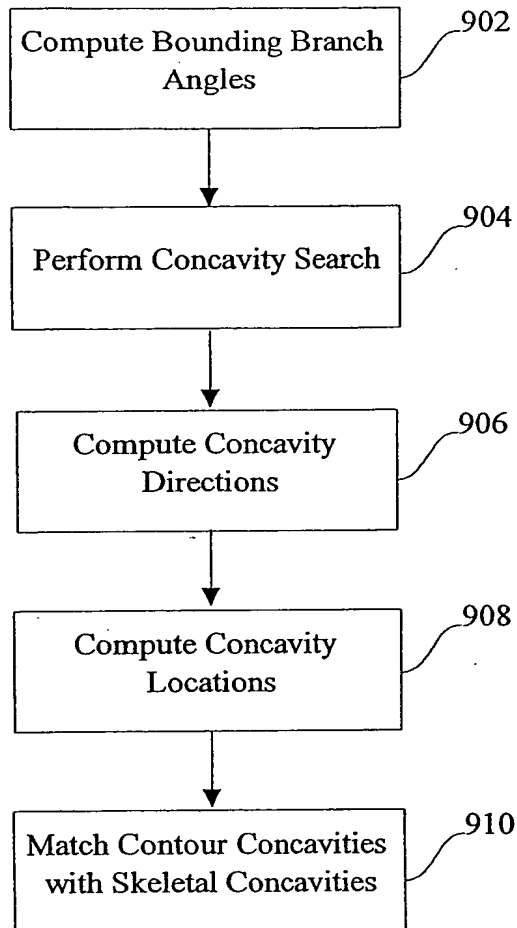 902
Compute Bounding Branch
Angles
904
Perform Concavity Search
906
Compute Concavity
Directions
908
Compute Concavity
Locations
910
Match Contour Concavities
with Skeletal Concavities